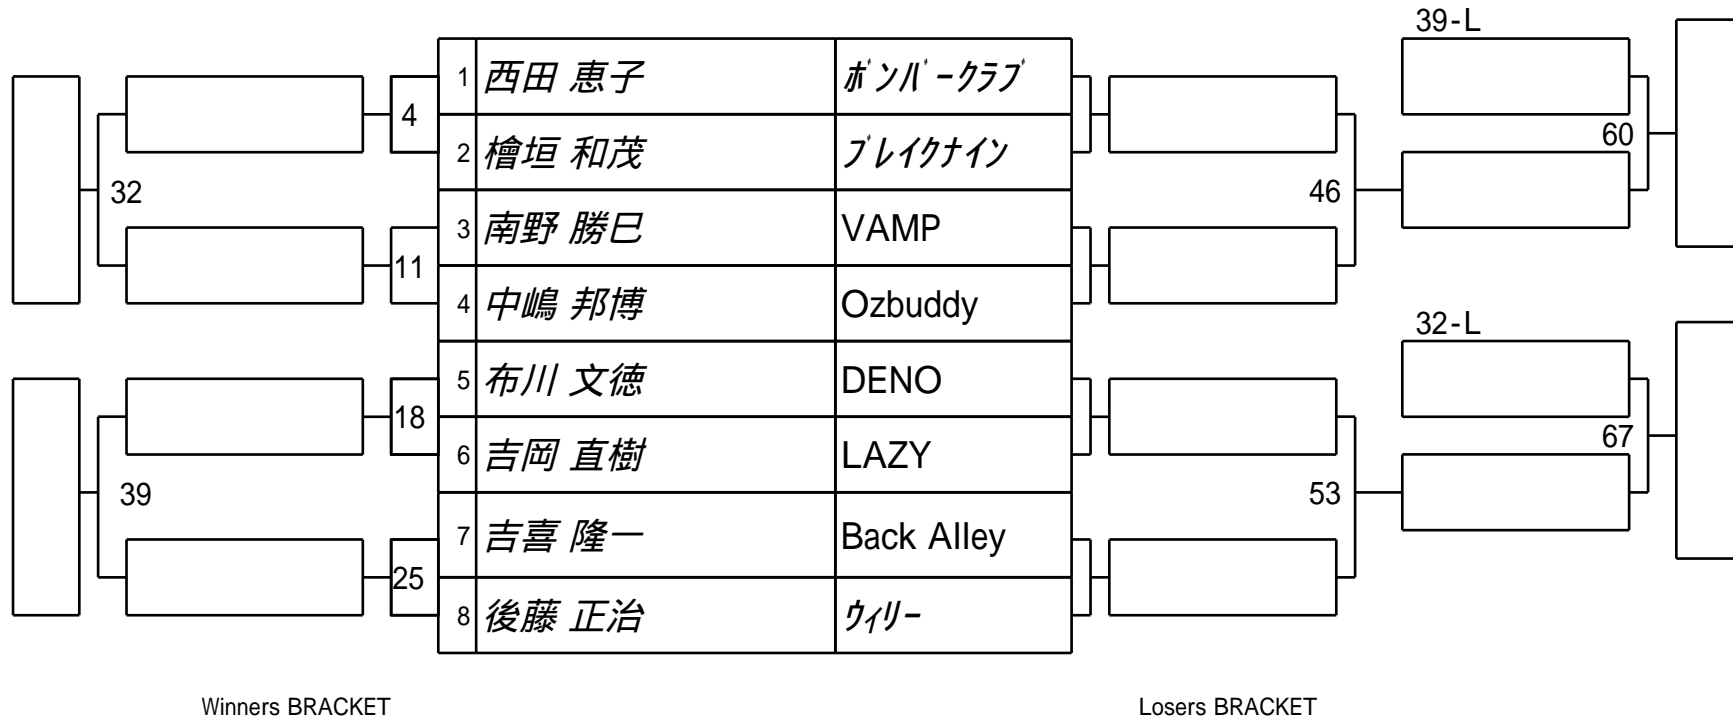 39-L
1 西田 恵子 ボンバークラブ
4
60
2 檜垣 和茂 ブレイクナイン
32
46
3 南野 勝巳 VAMP
11
4 中嶋 邦博 Ozbuddy
32-L
5 布川 文徳 DENO
18
67
6 吉岡 直樹 LAZY
39
53
7 吉喜 隆一 Back Alley
25
8 後藤 正治 ウィリー
Winners BRACKET
Losers BRACKET